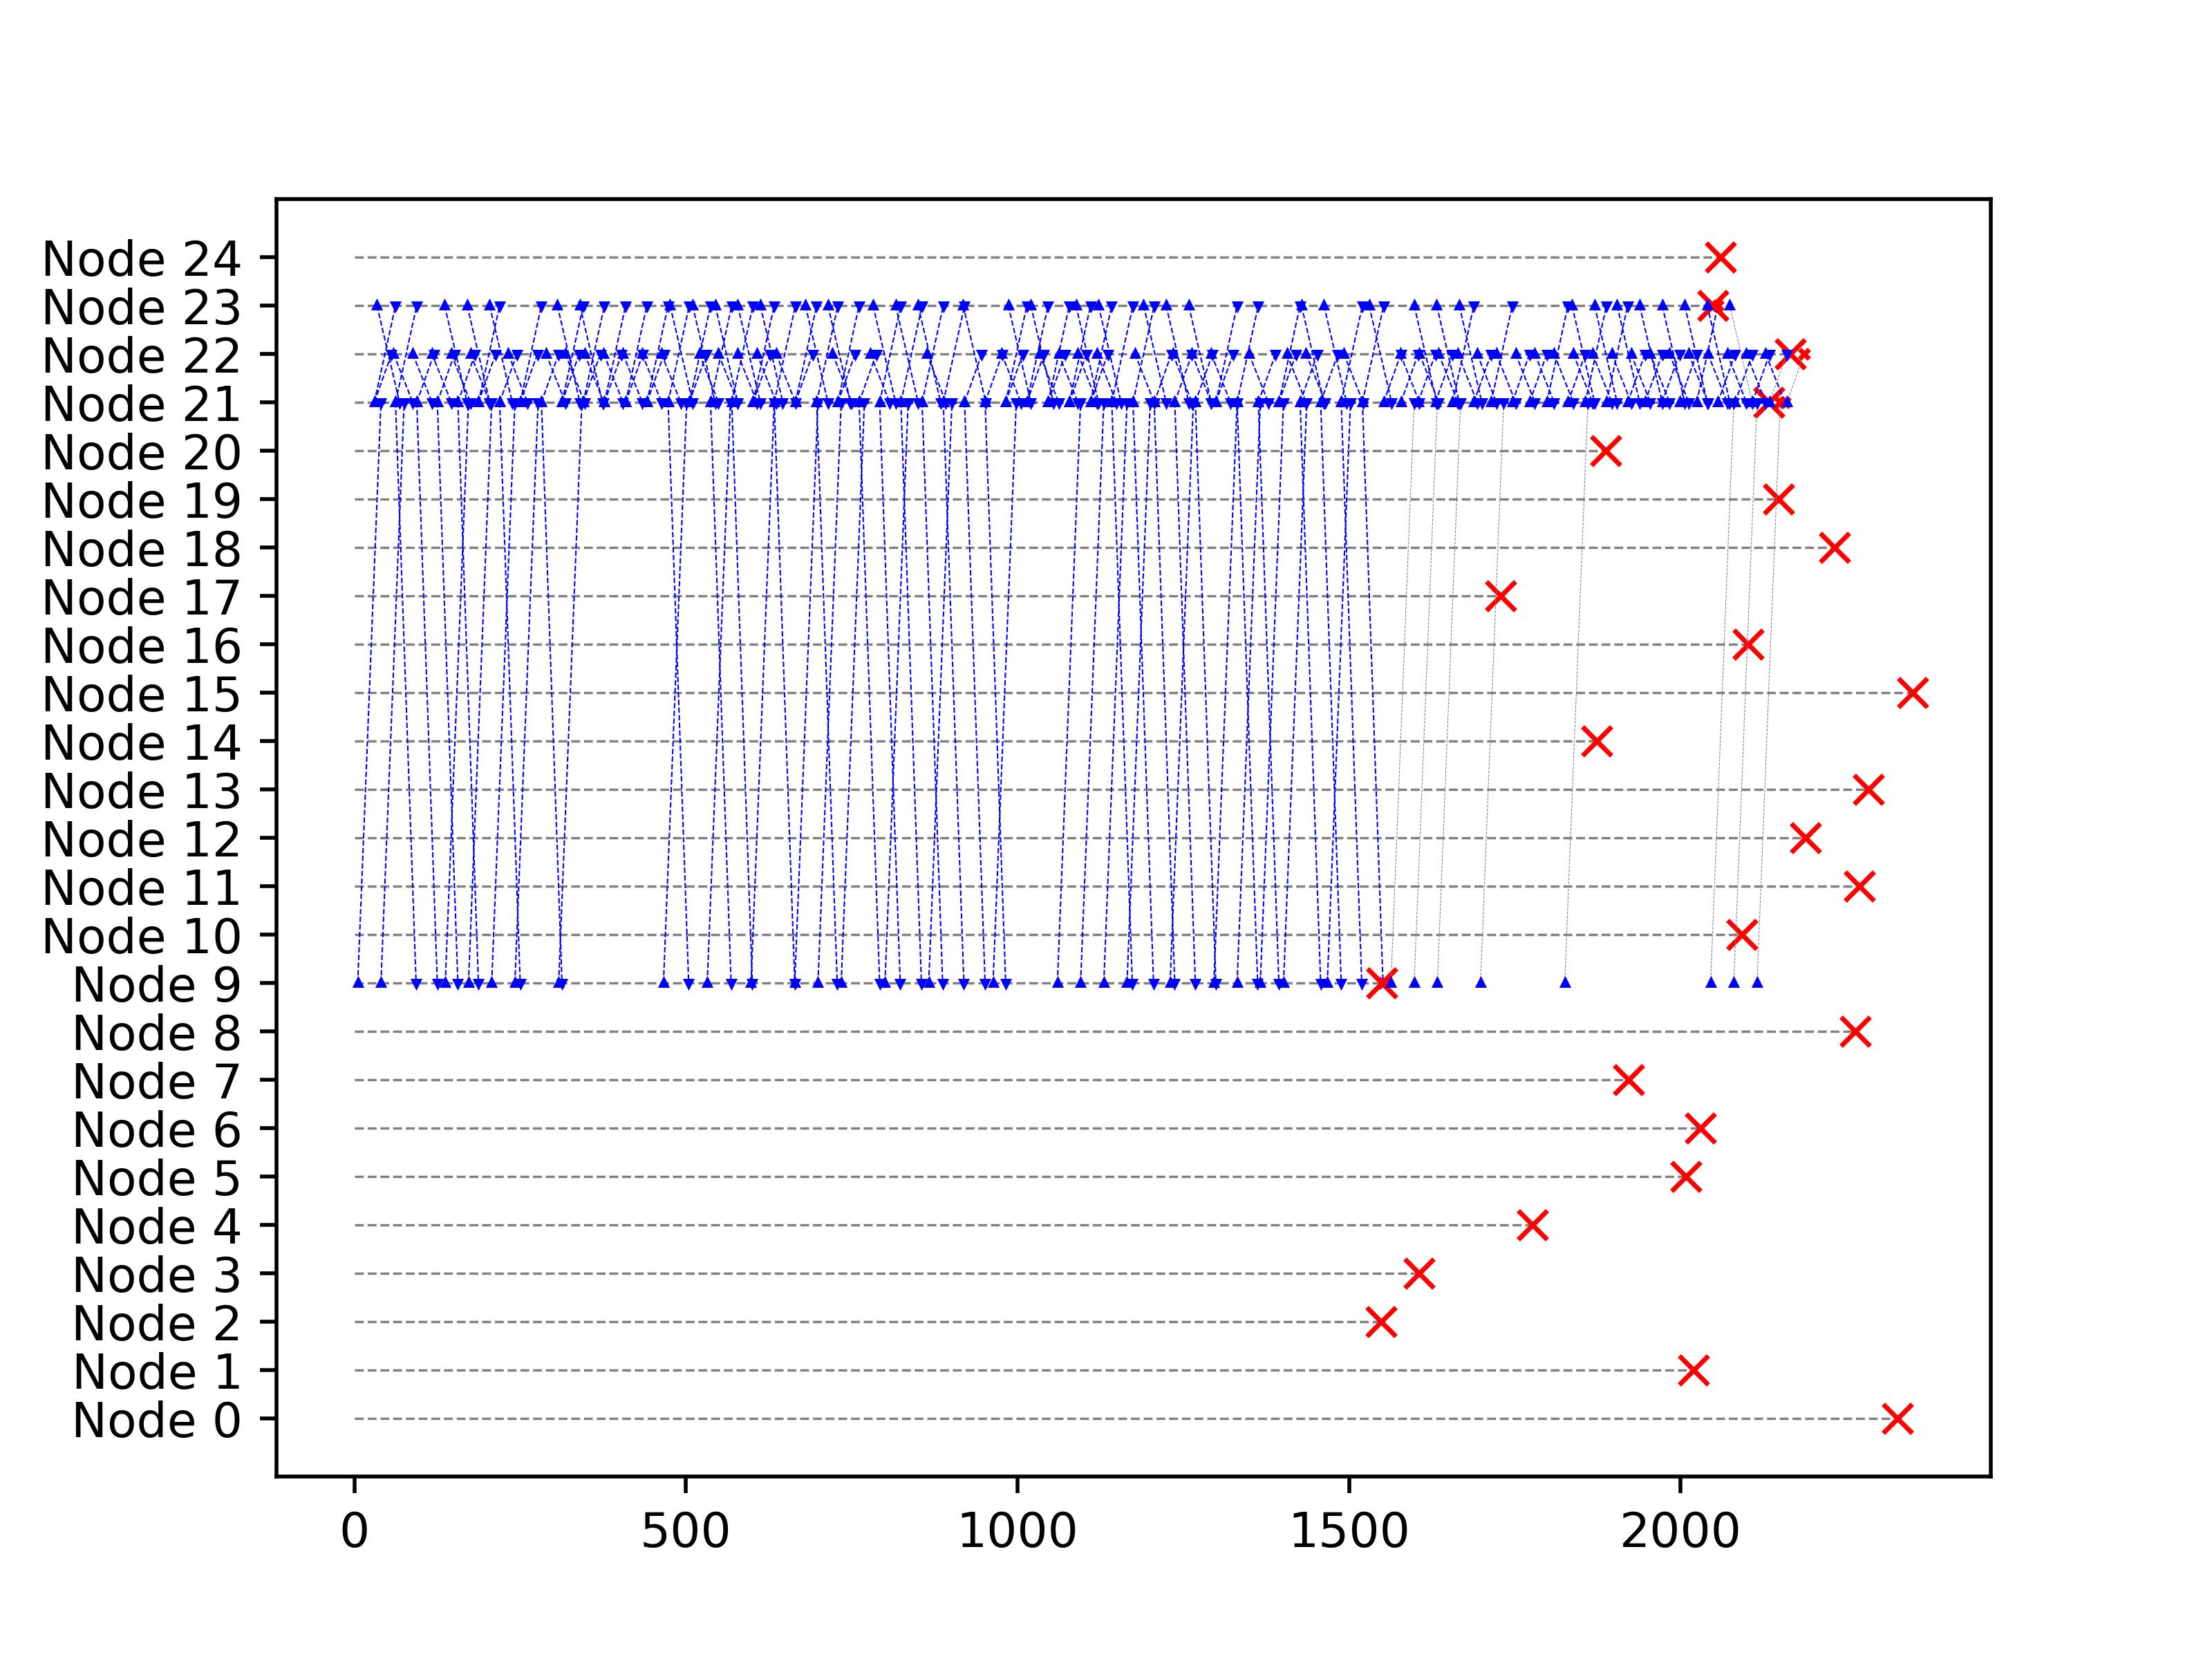 Node 24
Node 23
Node 22
Node 21
Node 20
Node 19
Node 18
Node 17
Node 16
Node 15
Node 14
Node 13
Node 12
Node 11
Node 10
Node 9
Node 8
Node 7
Node 6
Node 5
Node 4
Node 3
Node 2
Node 1
Node 0
0 500 1000 1500 2000